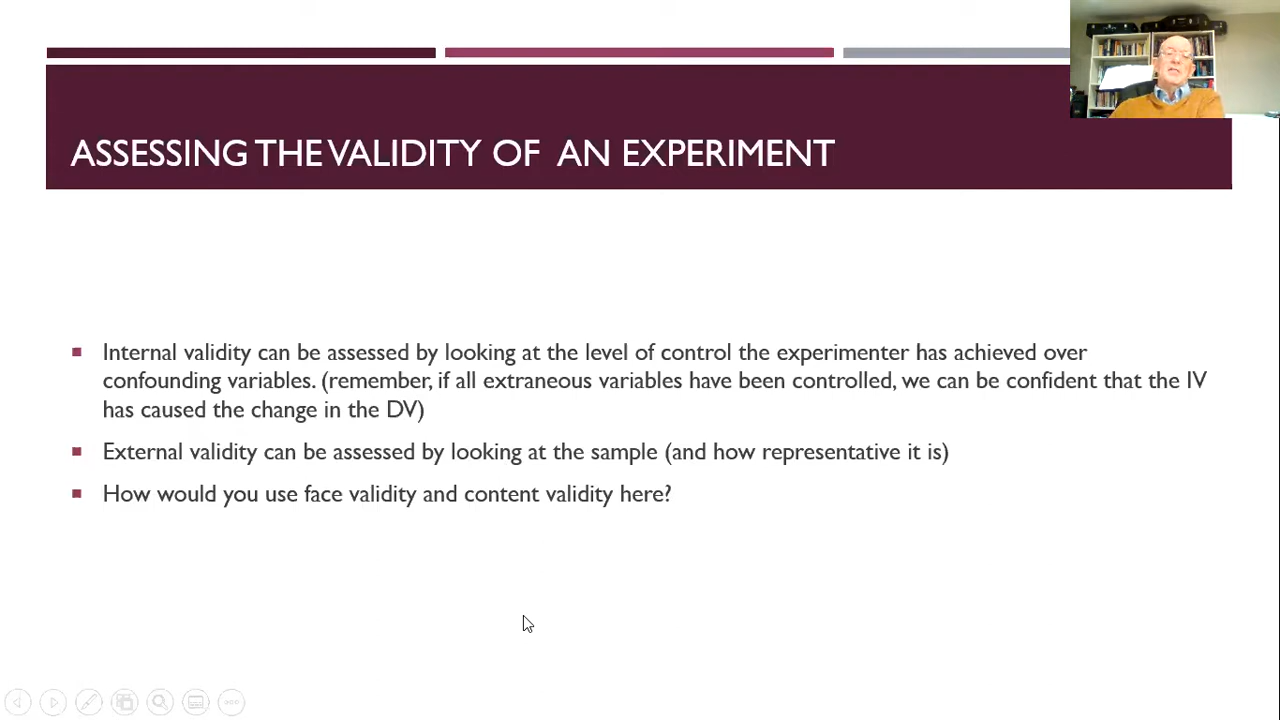 ASSESSING THE VALIDITY OF AN EXPERIMENT
Internal validity can be assessed by looking at the level of control the experimenter has achieved over
confounding variables. (remember, if all extraneous variables have been controlled, we can be confident that the IV
has caused the change in the DV)
External validity can be assessed by looking at the sample (and how representative it is)
How would you use face validity and content validity here?